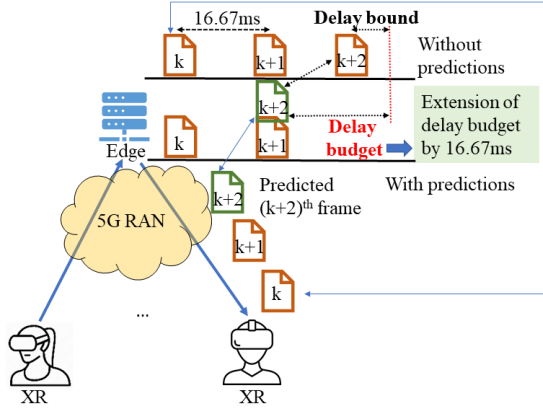 16.67ms
Delay bound
k
k+1
k+2
Without
predictions
k+2
k
k+1
Edge
Delay
budget
Extension of
delay budget
by 16.67ms
With predictions
k+2
Predicted
(k+2)th frame
5G RAN
k+1
k
...
XR
XR